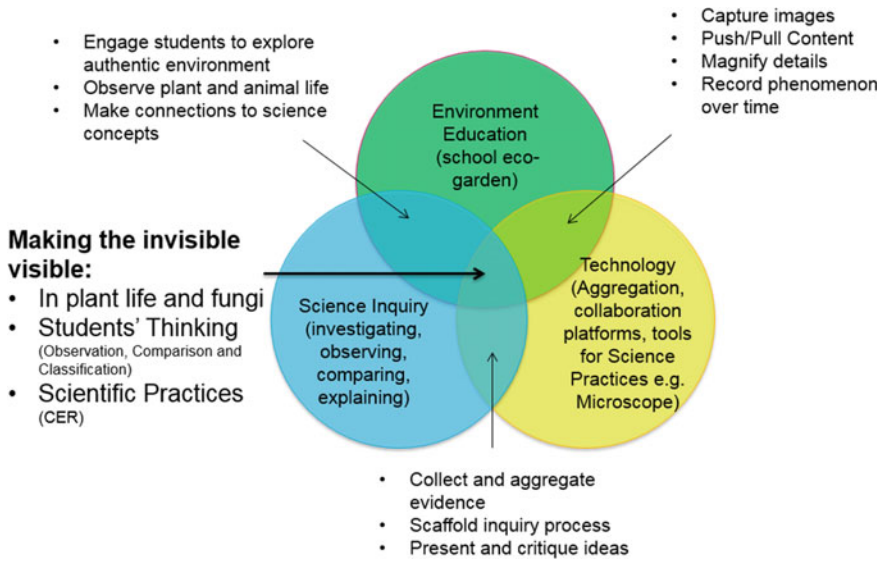 • Engage students to explore
authentic environment
• Observe plant and animal life
• Make connections to science
concepts
• Capture images
• Push/Pull Content
• Magnify details
• Record phenomenon
over time
Environment
Education
(school eco-
garden)
Making the invisible
visible:
• In plant life and fungi
• Students' Thinking
(Observation, Comparison and
Classification)
• Scientific Practices
(CER)
Science Inquiry
(investigating,
observing,
comparing,
explaining)
Technology
(Aggregation,
collaboration
platforms, tools
for Science
Practices e.g.
Microscope)
• Collect and aggregate
evidence
• Scaffold inquiry process
• Present and critique ideas